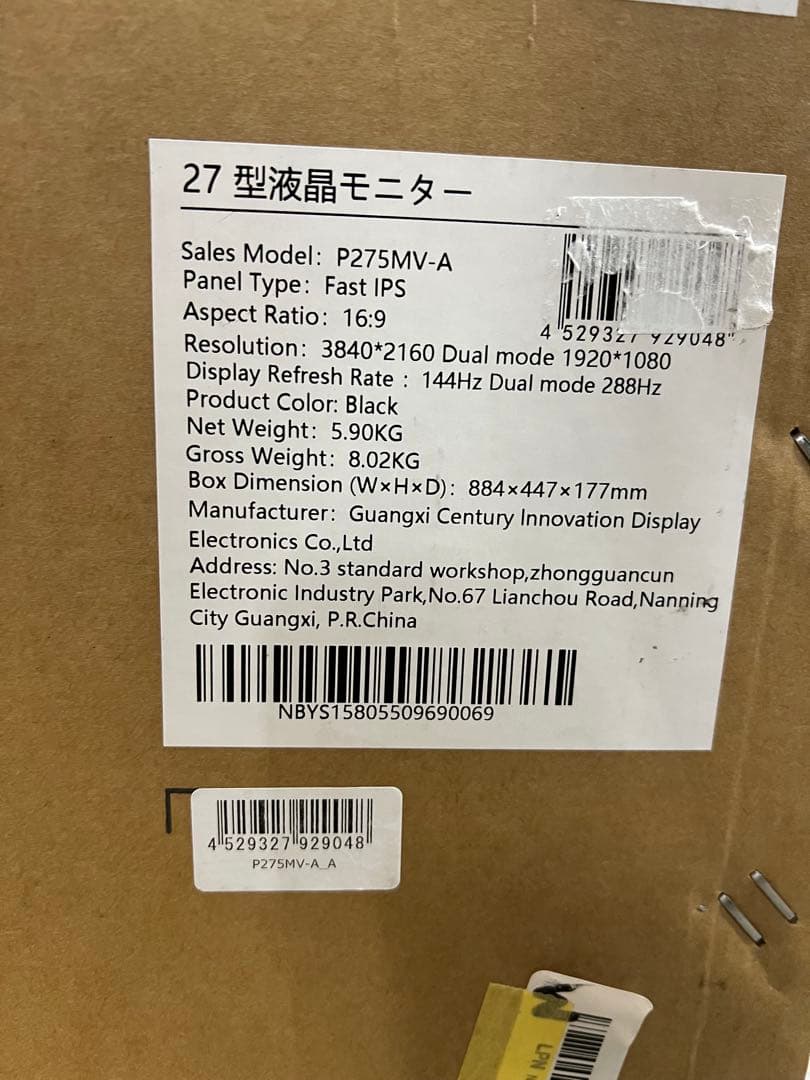 27 型液晶モニター
Sales Model: P275MV-A
Panel Type: Fast IPS
Aspect Ratio: 16:9
4 529327 929048
Resolution: 3840*2160 Dual mode 1920*1080
Display Refresh Rate : 144Hz Dual mode 288Hz
Product Color: Black
Net Weight: 5.90KG
Gross Weight: 8.02KG
Box Dimension (W×H×D): 884×447×177mm
Manufacturer: Guangxi Century Innovation Display
Electronics Co.,Ltd
Address: No.3 standard workshop,zhongguancun
Electronic Industry Park,No.67 Lianchou Road,Nanning
City Guangxi, P.R.China
NBYS15805509690069
4 529327 929048
P275MV-A_A
LPN